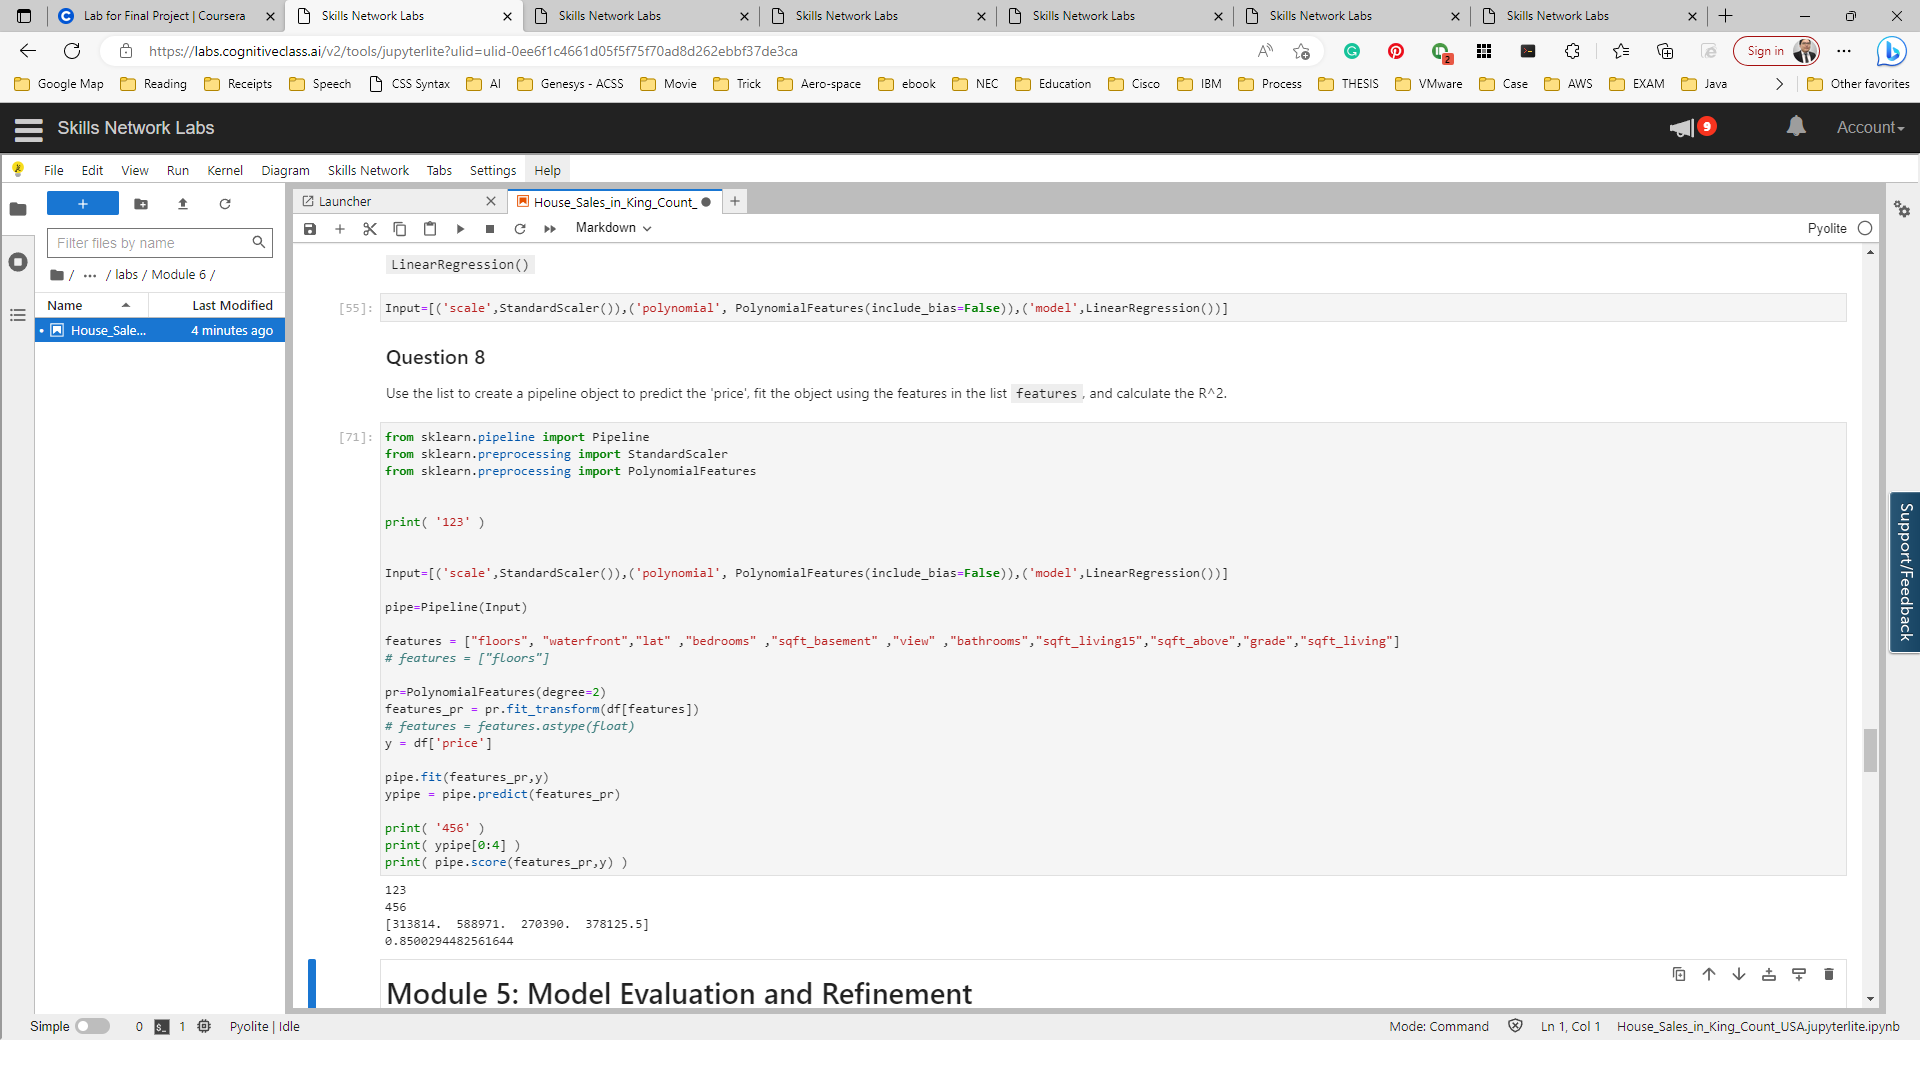 Lab for Final Project | Coursera
Skills Network Labs
Skills Network Labs
Skills Network Labs
Skills Network Labs
Skills Network Labs
Skills Network Labs
https://labs.cognitiveclass.ai/v2/tools/jupyterlite?ulid=ulid-0ee6f1c4661d05f5f75f70ad8d262ebbf37de3ca
2
Sign in
Google Map Reading Receipts Speech CSS Syntax AI Genesys - ACSS Movie Trick Aero-space ebook NEC Education Cisco IBM Process THESIS VMware Case AWS EXAM Java Other favorites
Skills Network Labs
9
Account
File Edit View Run Kernel Diagram Skills Network Tabs Settings Help
Launcher
House_Sales_in_King_Count_
Markdown
Pyolite
Filter files by name
/ ... / labs / Module 6 /
Name Last Modified
House_Sale... 4 minutes ago
LinearRegression()
[55]: Input=[('scale',StandardScaler()),('polynomial', PolynomialFeatures(include_bias=False)),('model',LinearRegression())]
Question 8
Use the list to create a pipeline object to predict the 'price', fit the object using the features in the list features, and calculate the R^2.
[71]: from sklearn.pipeline import Pipeline
from sklearn.preprocessing import StandardScaler
from sklearn.preprocessing import PolynomialFeatures
print( '123' )
Input=[('scale',StandardScaler()),('polynomial', PolynomialFeatures(include_bias=False)),('model',LinearRegression())]
pipe=Pipeline(Input)
features = ["floors", "waterfront","lat" ,"bedrooms" ,"sqft_basement" ,"view" ,"bathrooms","sqft_living15","sqft_above","grade","sqft_living"]
# features = ["floors"]
pr=PolynomialFeatures(degree=2)
features_pr = pr.fit_transform(df[features])
# features = features.astype(float)
y = df['price']
pipe.fit(features_pr,y)
ypipe = pipe.predict(features_pr)
print( '456' )
print( ypipe[0:4] )
print( pipe.score(features_pr,y) )
123
456
[313814. 588971. 270390. 378125.5]
0.8500294482561644
Module 5: Model Evaluation and Refinement
Support/Feedback
Simple 0 1 Pyolite | Idle
Mode: Command Ln 1, Col 1 House_Sales_in_King_Count_USA.jupyterlite.ipynb